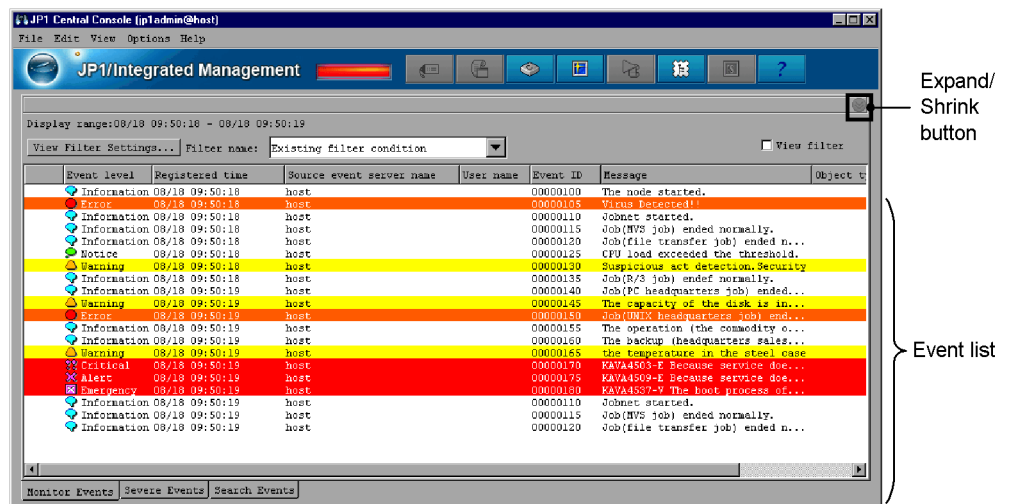 JP1 Central Console (jp1admin@host)
File Edit View Options Help
JP1/Integrated Management
?
Expand/
Shrink
button
Display range:08/18 09:50:18 - 08/18 09:50:19
View Filter Settings... Filter name: Existing filter condition View filter
Event level Registered time Source event server name User name Event ID Message Object ty
Information 08/18 09:50:18 host 00000100 The node started.
Error 08/18 09:50:18 host 00000105 Virus Detected!!
Information 08/18 09:50:18 host 00000110 Jobnet started.
Information 08/18 09:50:18 host 00000115 Job(MVS job) ended normally.
Information 08/18 09:50:18 host 00000120 Job(file transfer job) ended n...
Notice 08/18 09:50:18 host 00000125 CPU load exceeded the threshold.
Warning 08/18 09:50:18 host 00000130 Suspicious act detection.Security
Information 08/18 09:50:18 host 00000135 Job(R/3 job) endef normally.
Information 08/18 09:50:19 host 00000140 Job(PC headquarters job) ended...
Warning 08/18 09:50:19 host 00000145 The capacity of the disk is in...
Error 08/18 09:50:19 host 00000150 Job(UNIX headquarters job) end...
Information 08/18 09:50:19 host 00000155 The operation (the commodity c...
Information 08/18 09:50:19 host 00000160 The backup (headquarters sales...
Warning 08/18 09:50:19 host 00000165 the temperature in the steel case
Critical 08/18 09:50:19 host 00000170 KAVA4503-E Because service doe...
Alert 08/18 09:50:19 host 00000175 KAVA4509-E Because service doe...
Emergency 08/18 09:50:19 host 00000180 KAVA4537-V The boot process of...
Information 08/18 09:50:19 host 00000110 Jobnet started.
Information 08/18 09:50:19 host 00000115 Job(MVS job) ended normally.
Information 08/18 09:50:19 host 00000120 Job(file transfer job) ended n...
Event list
Monitor Events Severe Events Search Events